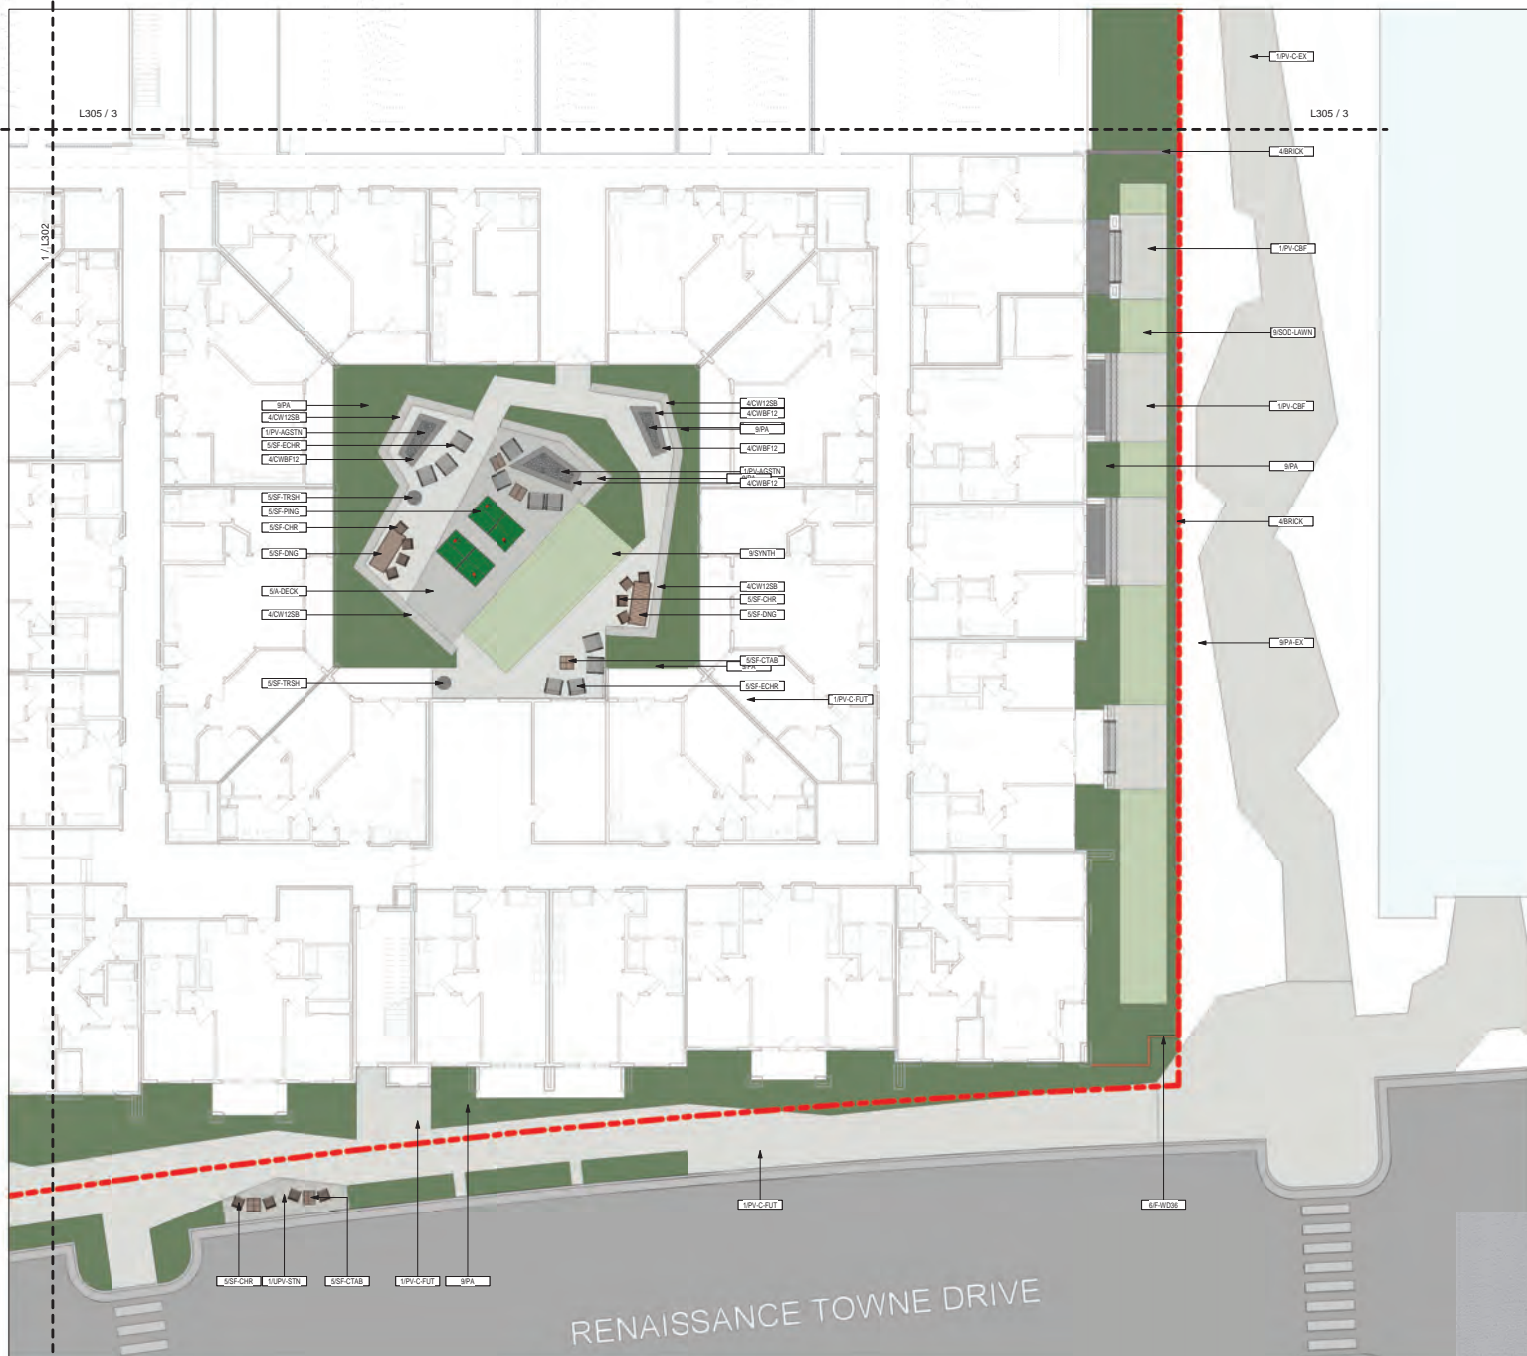 1/PV-C-EX
L305 / 3
L305 / 3
4/BRICK
1 / L302
1/PV-CBF
9/SOD-LAWN
1/PV-CBF
9/PA
4/BRICK
9/PA-EX
9/PA
4/CW12SB
1/PV-AGSTN
5/SF-ECHR
4/CWBF12
5/SF-TRSH
5/SF-PING
5/SF-CHR
5/SF-DNG
5/A-DECK
4/CW12SB
5/SF-TRSH
4/CW12SB
4/CWBF12
9/PA
4/CWBF12
1/PV-AGSTN
4/CWBF12
9/SYNTH
4/CW12SB
5/SF-CHR
5/SF-DNG
5/SF-CTAB
5/SF-ECHR
1/PV-C-FUT
1/PV-C-FUT
6/F-WD36
5/SF-CHR
1/UPV-STN
5/SF-CTAB
1/PV-C-FUT
9/PA
RENAISSANCE TOWNE DRIVE